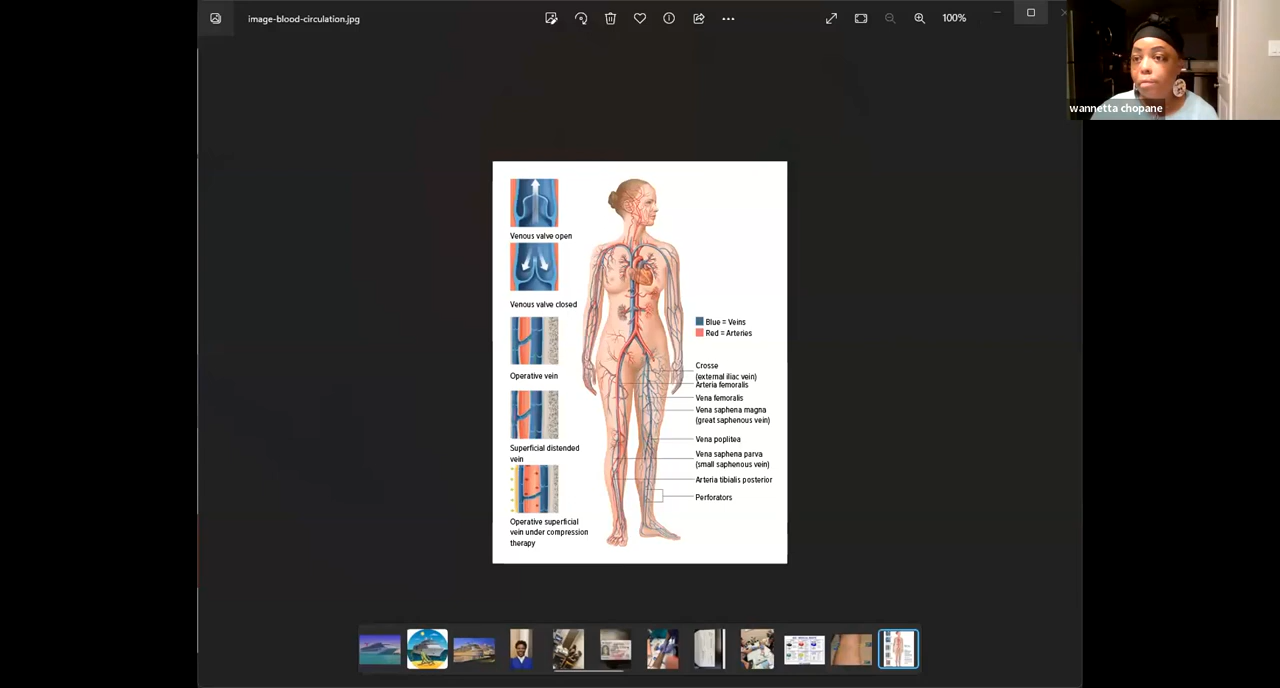 image-blood-circulation.jpg
100%
wannetta chopane
Venous valve open
Venous valve closed
Operative vein
Superficial distended
vein
Operative superficial
vein under compression
therapy
Blue = Veins
Red = Arteries
Crosse
(external iliac vein)
Arteria femoralis
Vena femoralis
Vena saphena magna
(great saphenous vein)
Vena poplitea
Vena saphena parva
(small saphenous vein)
Arteria tibialis posterior
Perforators